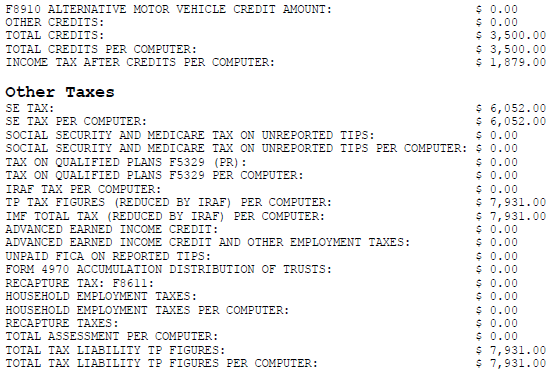 F8910 ALTERNATIVE MOTOR VEHICLE CREDIT AMOUNT: $ 0.00
OTHER CREDITS: $ 0.00
TOTAL CREDITS: $ 3,500.00
TOTAL CREDITS PER COMPUTER: $ 3,500.00
INCOME TAX AFTER CREDITS PER COMPUTER: $ 1,879.00
Other Taxes
SE TAX: $ 6,052.00
SE TAX PER COMPUTER: $ 6,052.00
SOCIAL SECURITY AND MEDICARE TAX ON UNREPORTED TIPS: $ 0.00
SOCIAL SECURITY AND MEDICARE TAX ON UNREPORTED TIPS PER COMPUTER: $ 0.00
TAX ON QUALIFIED PLANS F5329 (PR): $ 0.00
TAX ON QUALIFIED PLANS F5329 PER COMPUTER: $ 0.00
IRAF TAX PER COMPUTER: $ 0.00
TP TAX FIGURES (REDUCED BY IRAF) PER COMPUTER: $ 7,931.00
IMF TOTAL TAX (REDUCED BY IRAF) PER COMPUTER: $ 7,931.00
ADVANCED EARNED INCOME CREDIT: $ 0.00
ADVANCED EARNED INCOME CREDIT AND OTHER EMPLOYMENT TAXES: $ 0.00
UNPAID FICA ON REPORTED TIPS: $ 0.00
FORM 4970 ACCUMULATION DISTRIBUTION OF TRUSTS: $ 0.00
RECAPTURE TAX: F8611: $ 0.00
HOUSEHOLD EMPLOYMENT TAXES: $ 0.00
HOUSEHOLD EMPLOYMENT TAXES PER COMPUTER: $ 0.00
RECAPTURE TAXES: $ 0.00
TOTAL ASSESSMENT PER COMPUTER: $ 0.00
TOTAL TAX LIABILITY TP FIGURES: $ 7,931.00
TOTAL TAX LIABILITY TP FIGURES PER COMPUTER: $ 7,931.00